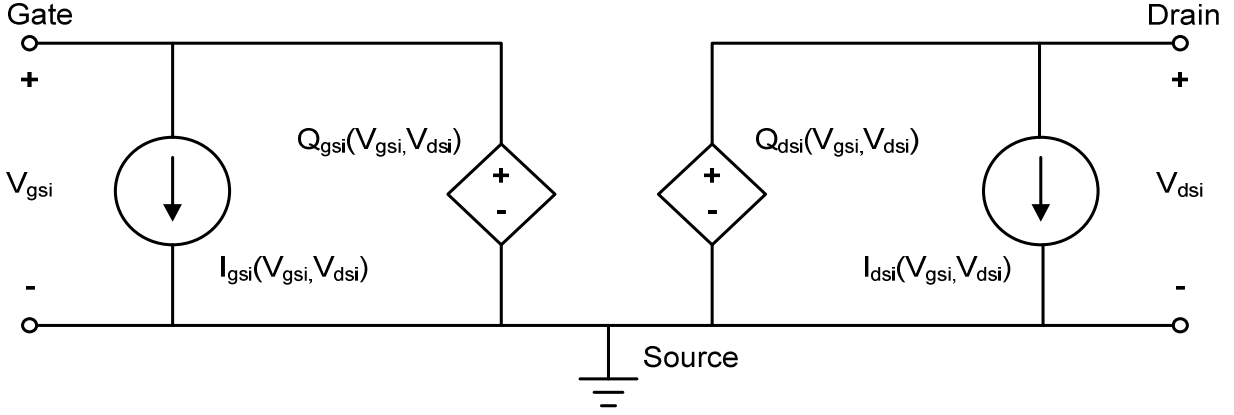 Gate
Drain
+
+
Qgsi(Vgsi,Vdsi)
Qdsi(Vgsi,Vdsi)
Vgsi
+
-
+
-
Vdsi
Igsi(Vgsi,Vdsi)
Idsi(Vgsi,Vdsi)
-
-
Source